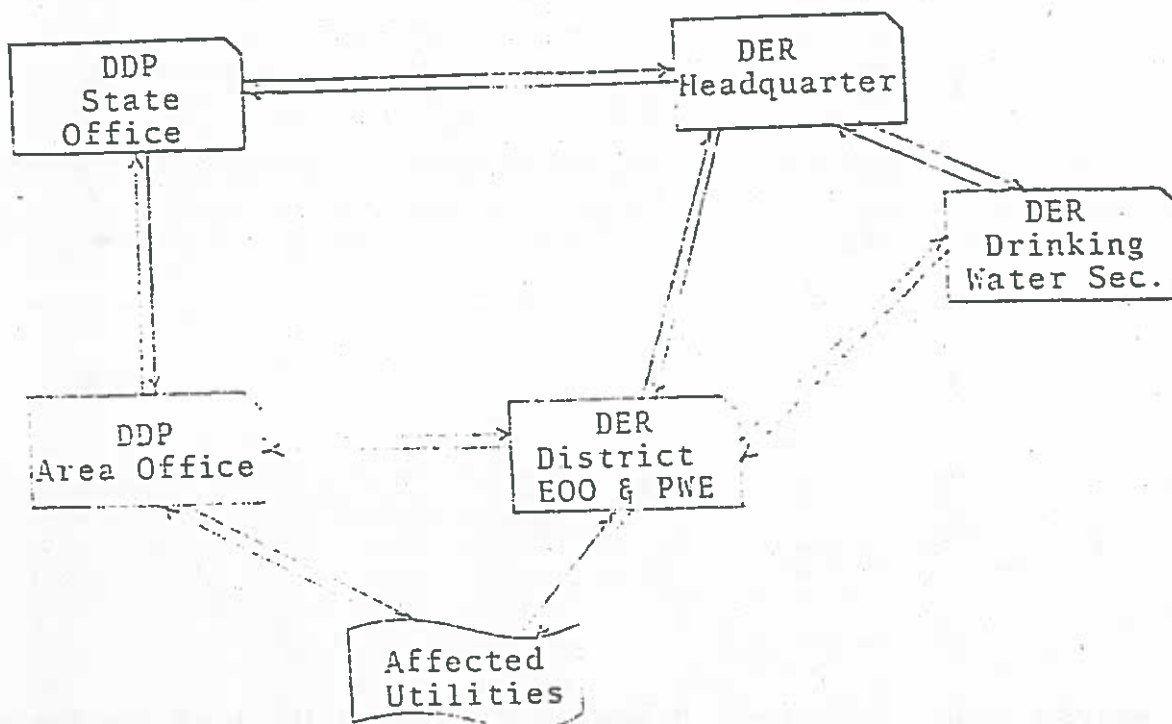 DDP
State
Office
DER
Headquarter
DER
Drinking
Water Sec.
DDP
Area Office
DER
District
EOO & PWE
Affected
Utilities